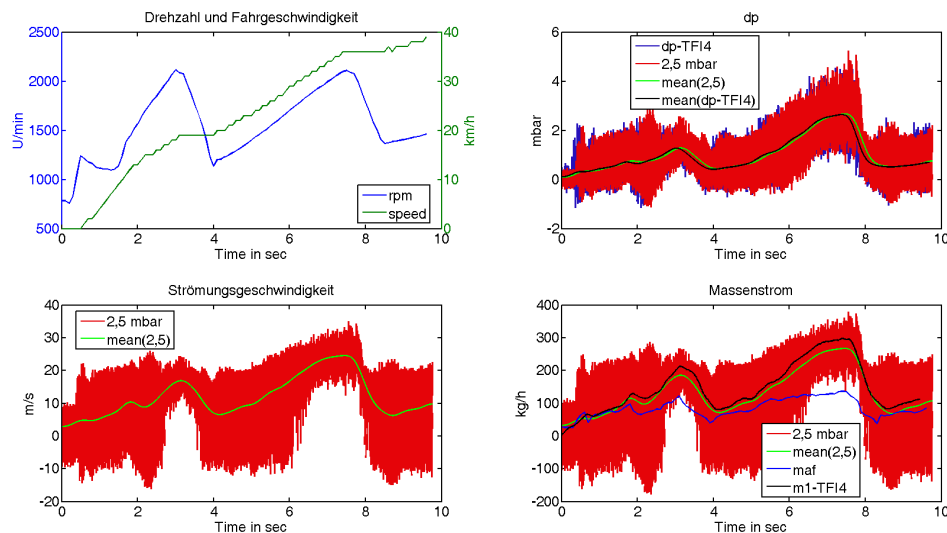 Drehzahl und Fahrgeschwindigkeit
2500
2000
1500
1000
500
U/min
40
30
20
10
0
km/h
0
2
4
6
8
10
Time in sec
rpm
speed
dp
6
4
2
0
-2
mbar
0
2
4
6
8
10
Time in sec
dp-TFI4
2,5 mbar
mean(2,5)
mean(dp-TFI4)
Strömungsgeschwindigkeit
40
30
20
10
0
-10
-20
m/s
0
2
4
6
8
10
Time in sec
2,5 mbar
mean(2,5)
Massenstrom
400
300
200
100
0
-100
-200
kg/h
0
2
4
6
8
10
Time in sec
2,5 mbar
mean(2,5)
maf
m1-TFI4